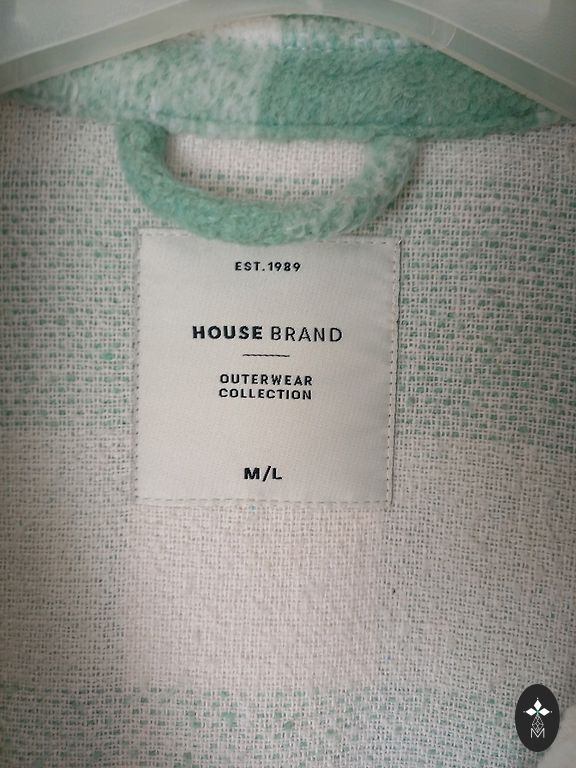 EST.1989
HOUSE BRAND
OUTERWEAR
COLLECTION
M/L